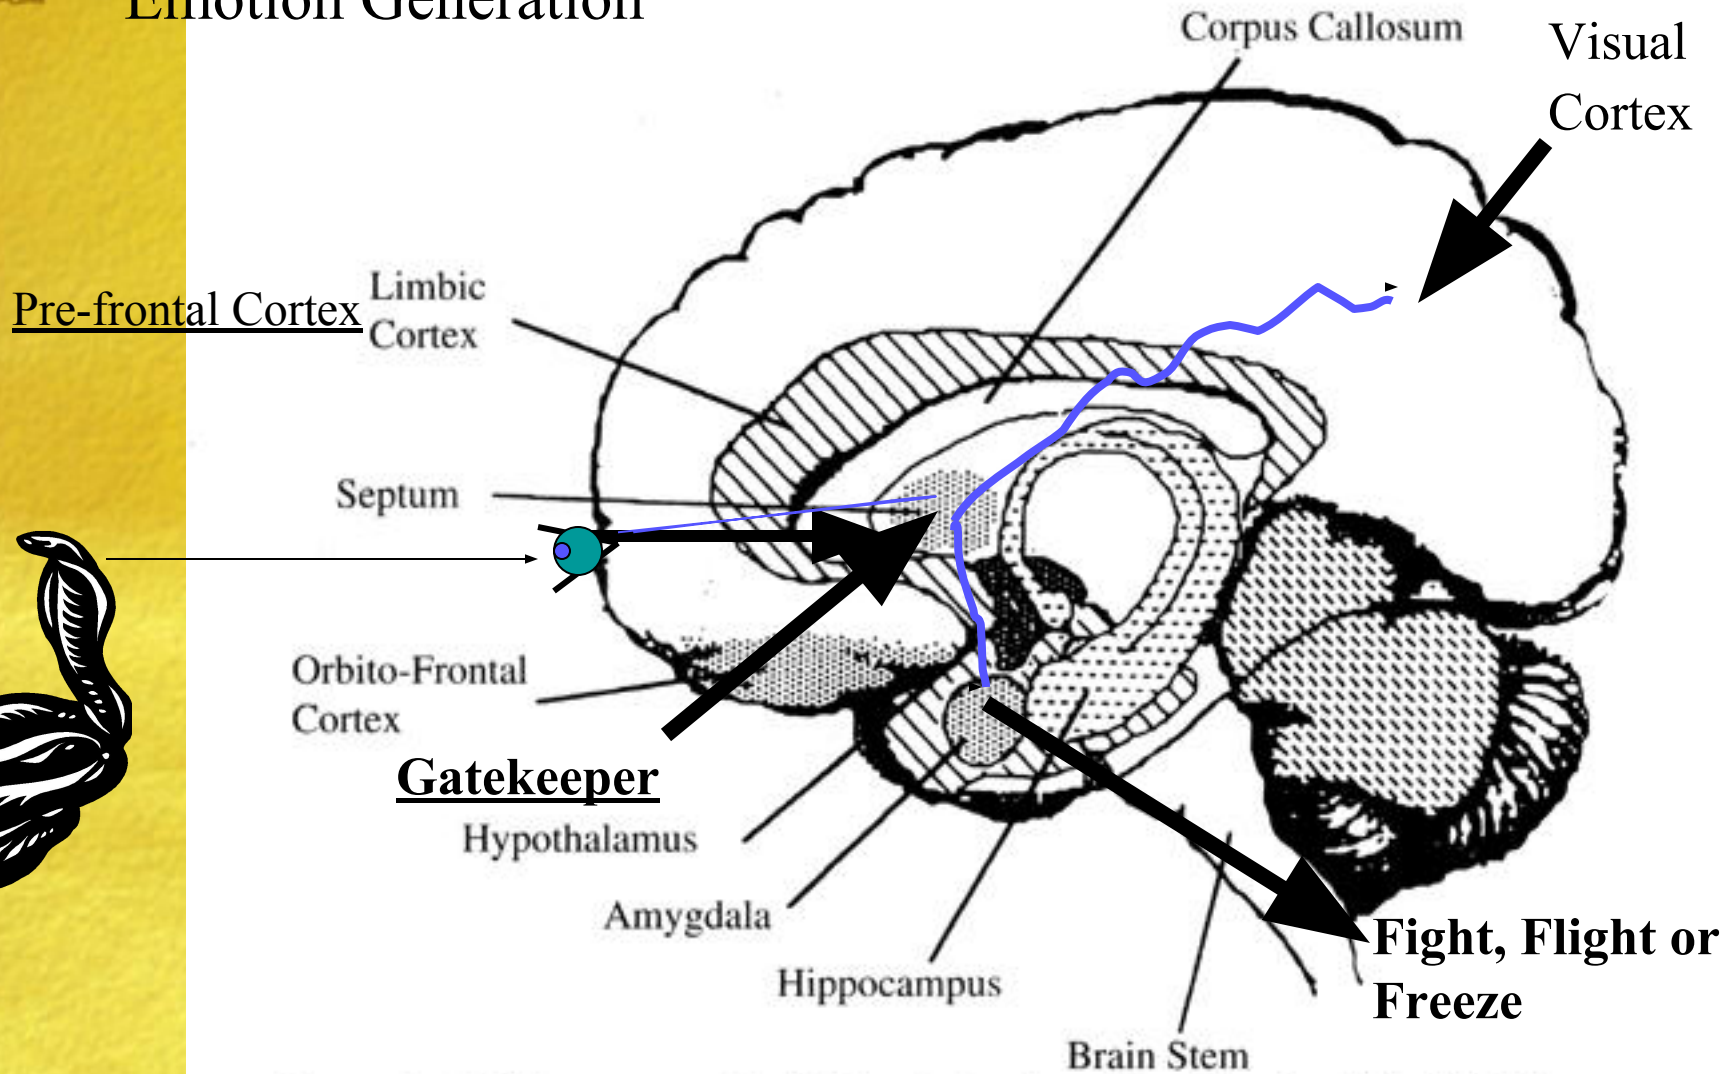 Emotion Generation
Corpus Callosum
Visual
Cortex
Pre-frontal Cortex
Limbic
Cortex
Septum
Orbito-Frontal
Cortex
Gatekeeper
Hypothalamus
Amygdala
Hippocampus
Brain Stem
Fight, Flight or
Freeze